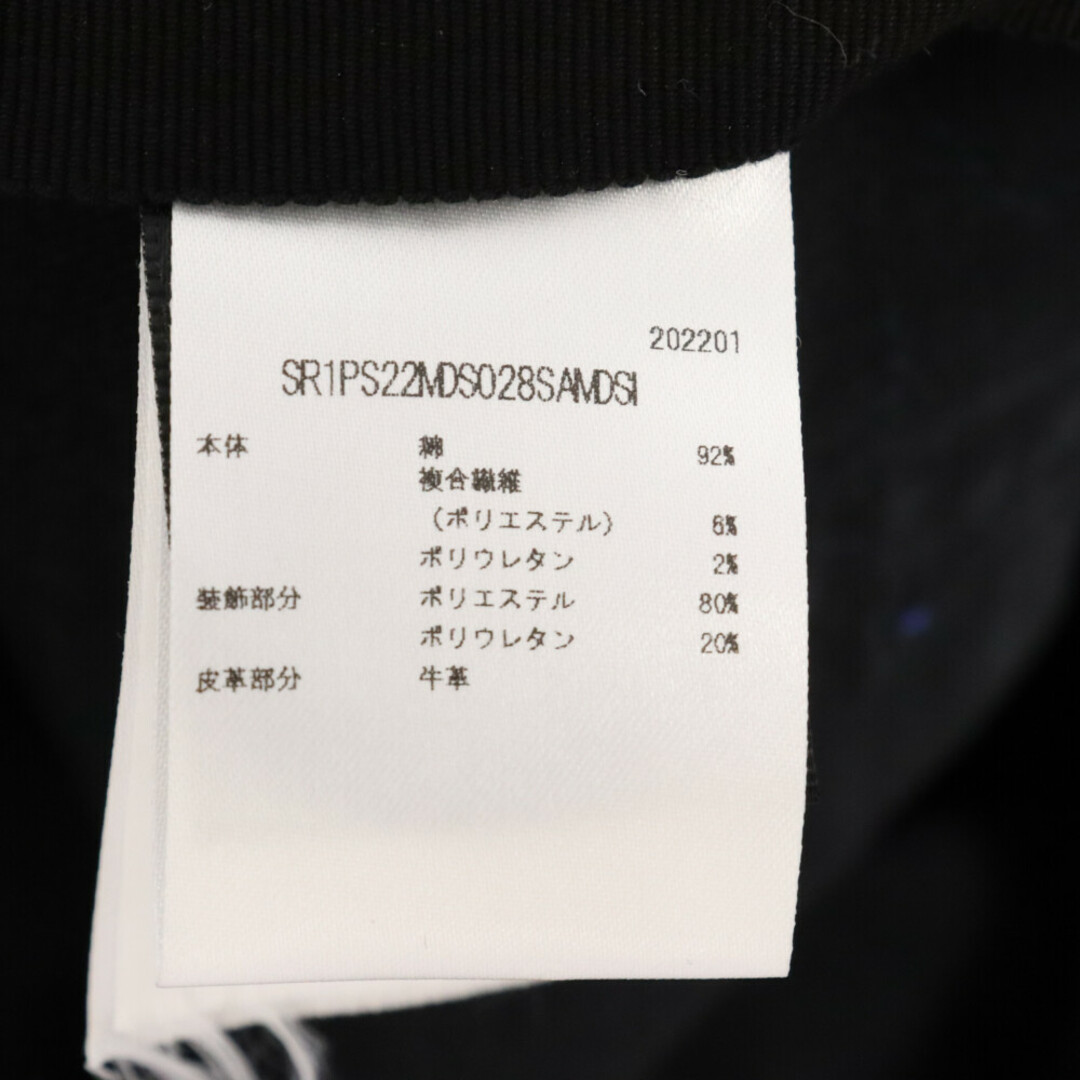 202201
SR1PS22MDS028SAMDSI
本体 綿 92%
複合繊維
(ポリエステル) 6%
ポリウレタン 2%
装飾部分 ポリエステル 80%
ポリウレタン 20%
皮革部分 牛革